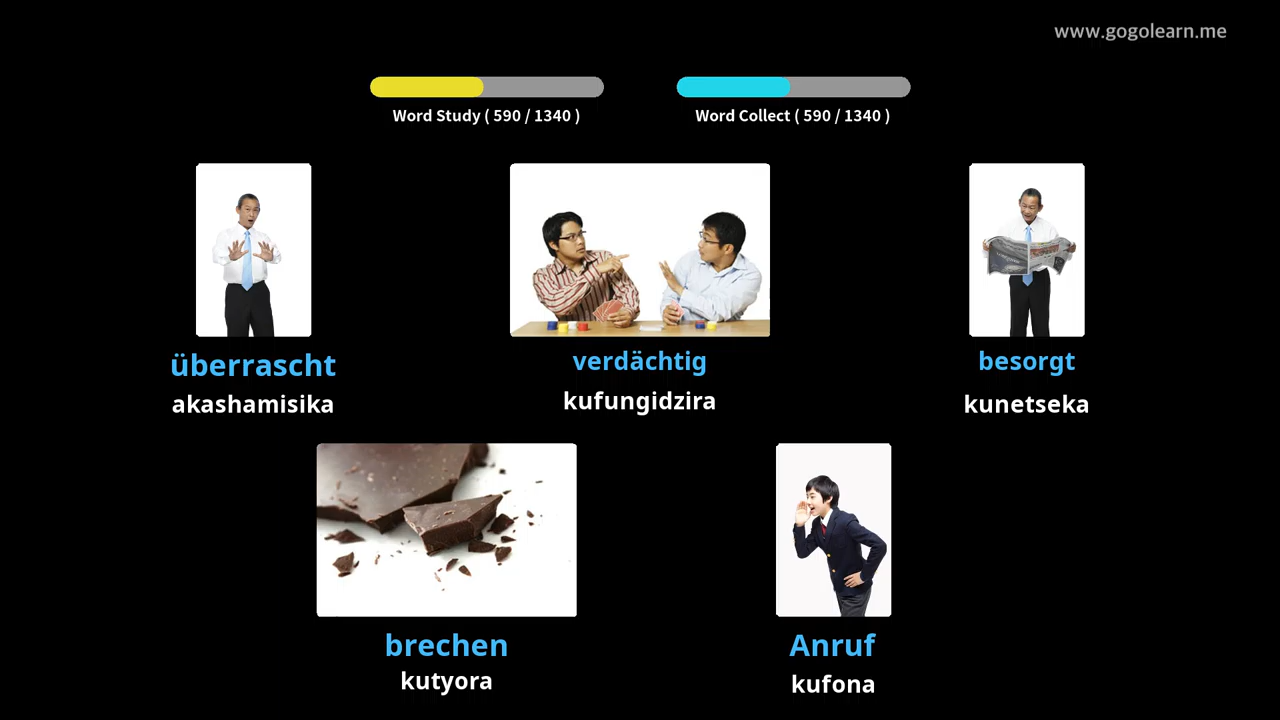 www.gogolearn.me
Word Study ( 590 / 1340 )
Word Collect ( 590 / 1340 )
überrascht
akashamisika
verdächtig
kufungidzira
besorgt
kunetseka
brechen
kutyora
Anruf
kufona